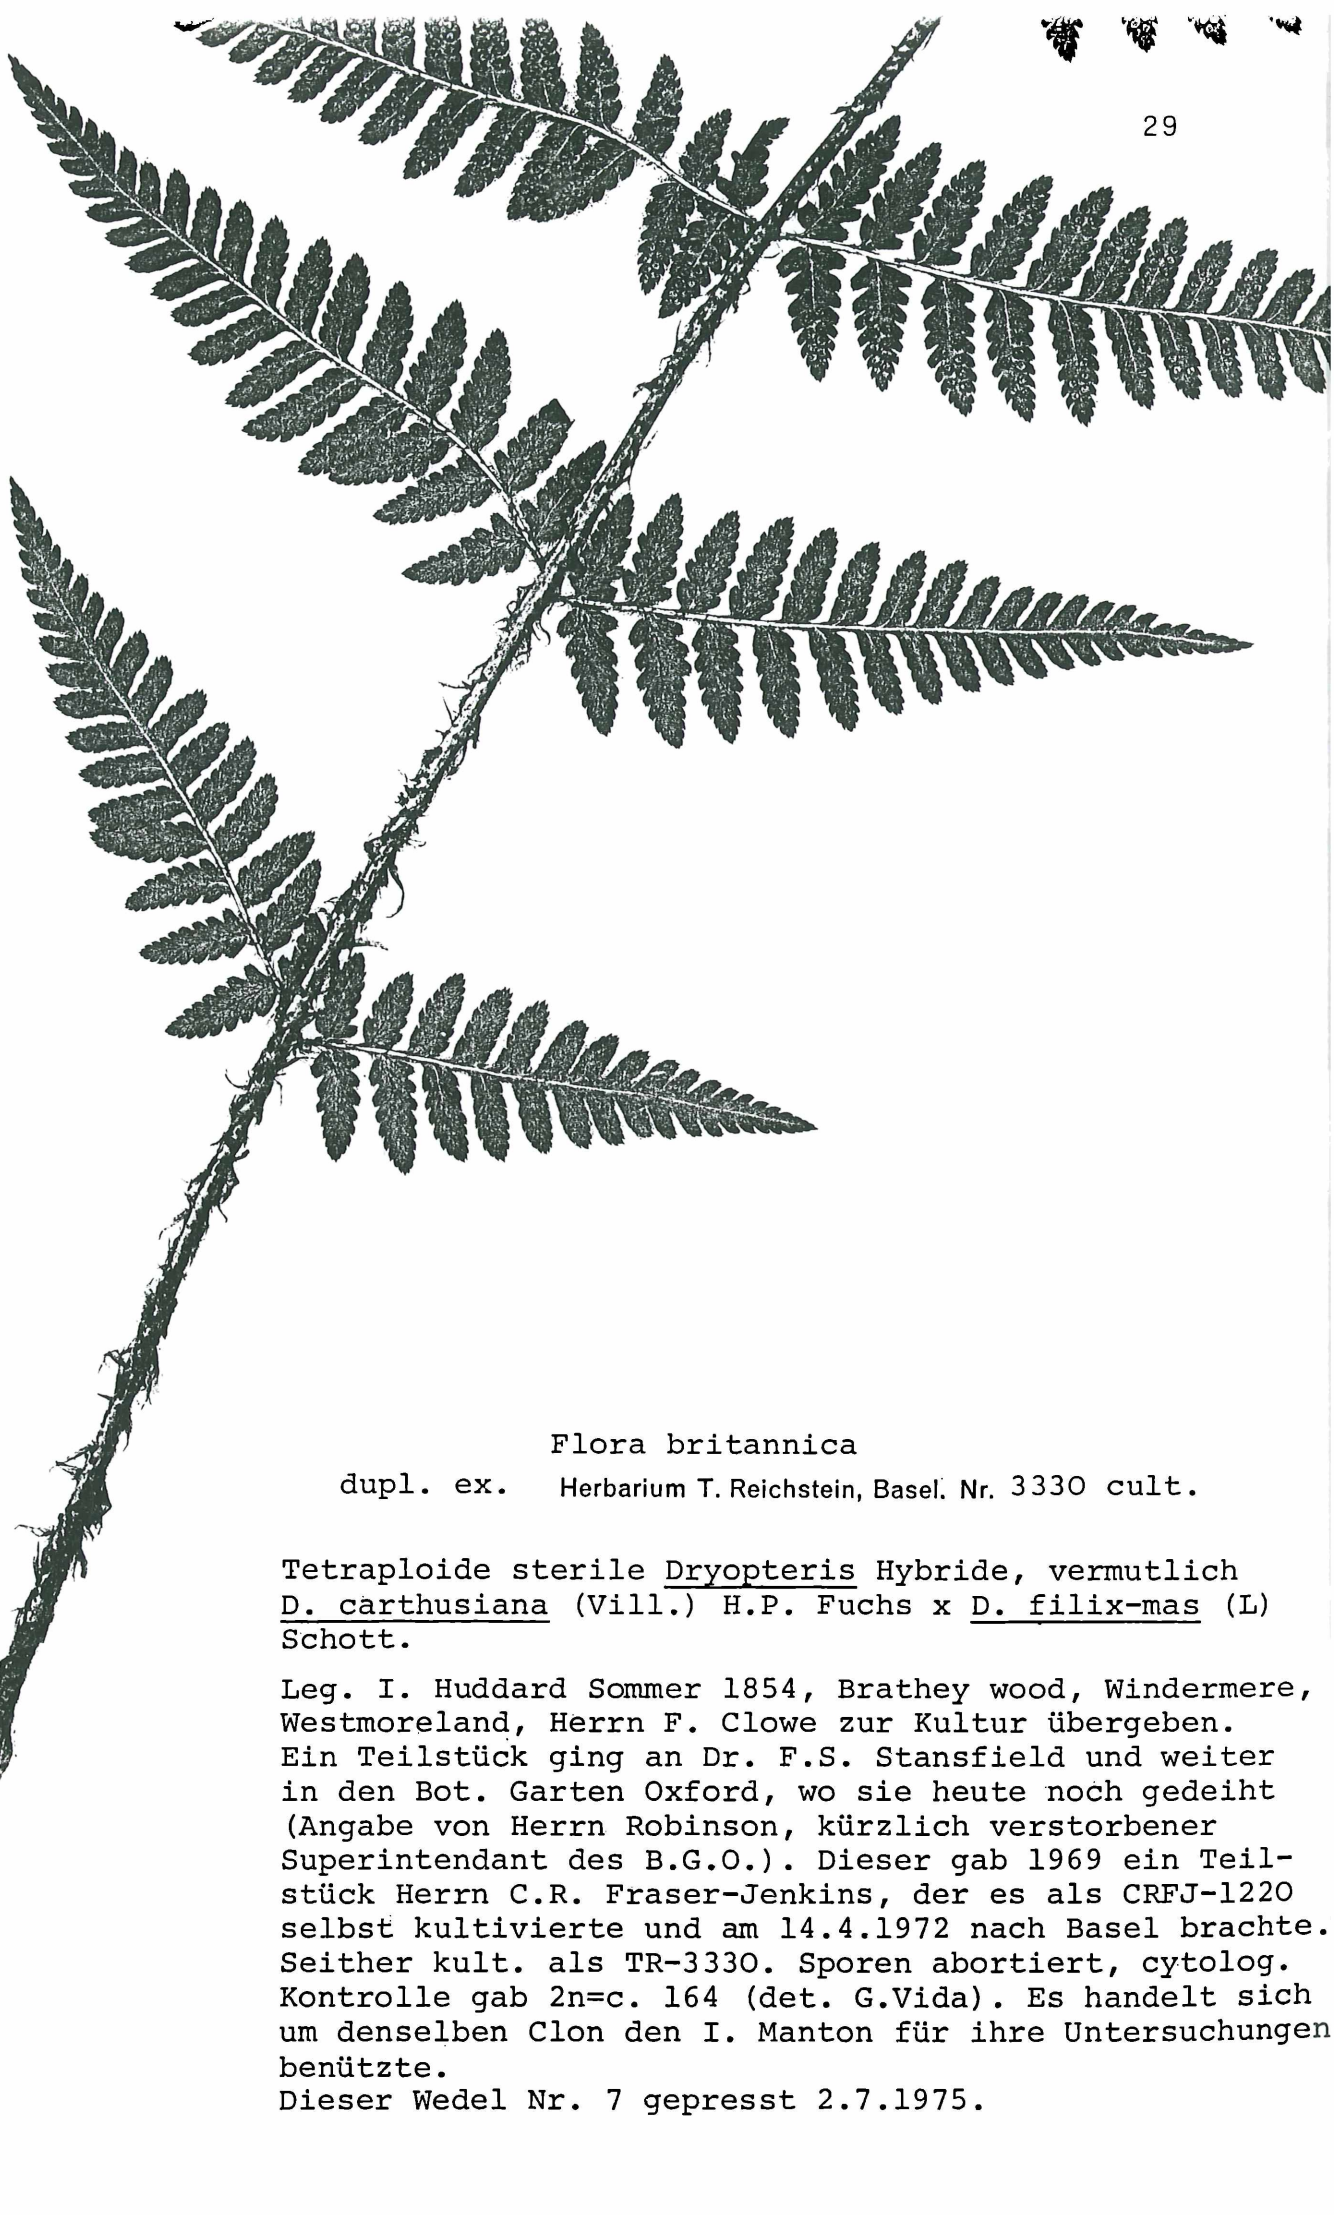 29
Flora britannica
dupl. ex. Herbarium T. Reichstein, Basel. Nr. 3330 cult.
Tetraploide sterile Dryopteris Hybride, vermutlich
D. carthusiana (Vill.) H.P. Fuchs x D. filix-mas (L)
Schott.
Leg. I. Huddard Sommer 1854, Brathey wood, Windermere,
Westmoreland, Herrn F. Clowe zur Kultur übergeben.
Ein Teilstück ging an Dr. F.S. Stansfield und weiter
in den Bot. Garten Oxford, wo sie heute noch gedeiht
(Angabe von Herrn Robinson, kürzlich verstorbener
Superintendant des B.G.O.). Dieser gab 1969 ein Teil-
stück Herrn C.R. Fraser-Jenkins, der es als CRFJ-1220
selbst kultivierte und am 14.4.1972 nach Basel brachte.
Seither kult. als TR-3330. Sporen abortiert, cytolog.
Kontrolle gab 2n=c. 164 (det. G.Vida). Es handelt sich
um denselben Clon den I. Manton für ihre Untersuchungen
benützte.
Dieser Wedel Nr. 7 gepresst 2.7.1975.